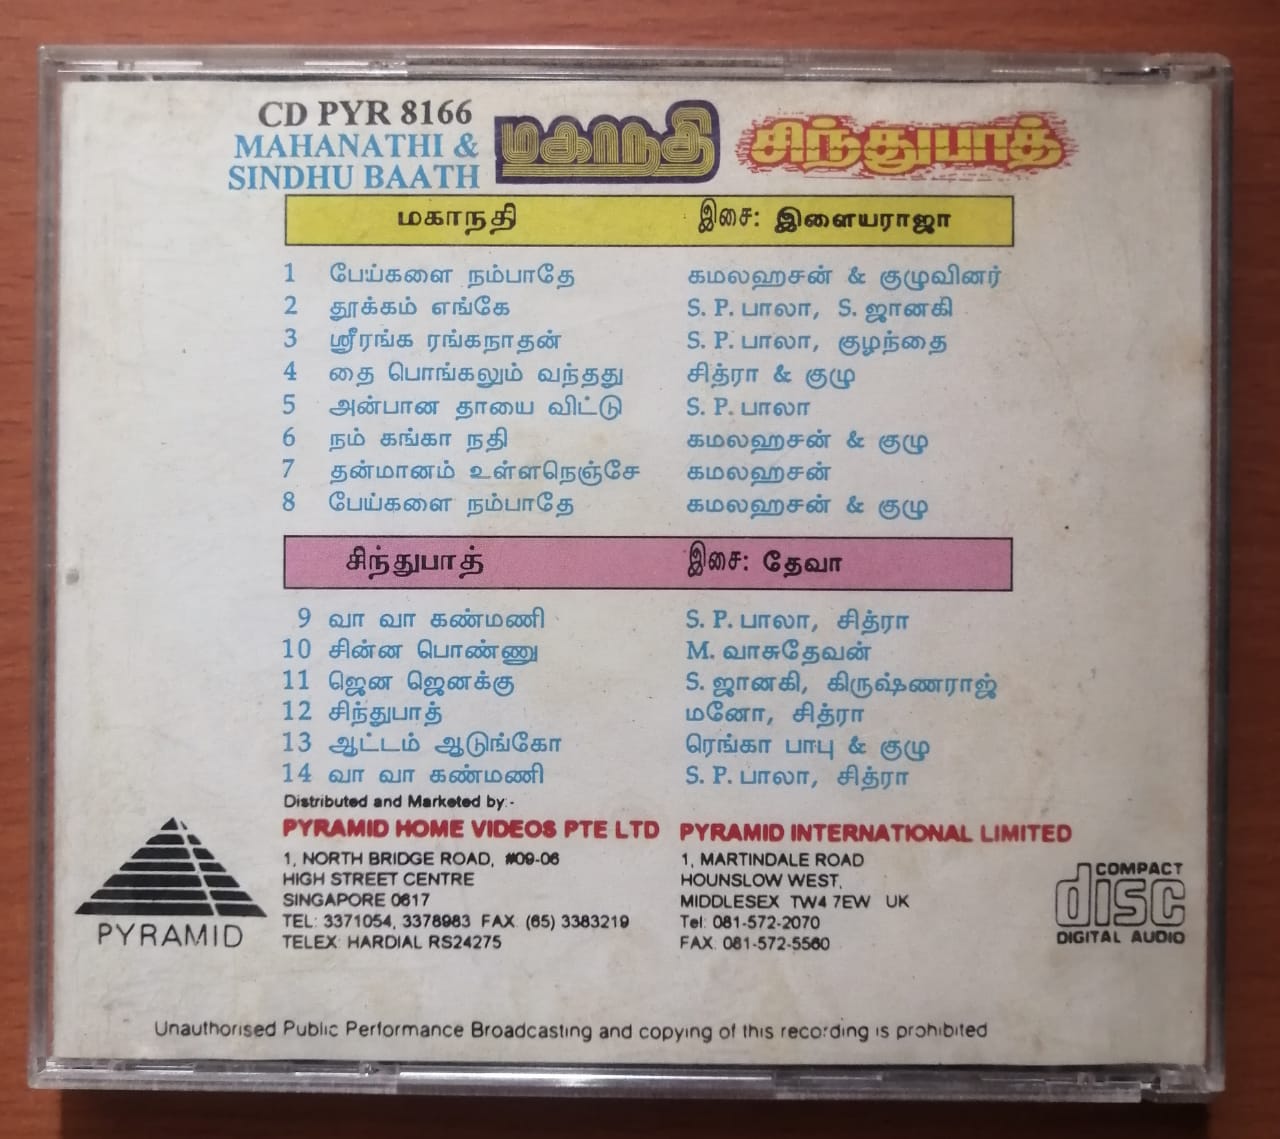 CD PYR 8166
MAHANATHI &
SINDHU BAATH
மகாநதி
சிந்துபாத்
மகாநதி இசை: இளையராஜா
1 பேய்களை நம்பாதே கமலஹசன் & குழுவினர்
2 தூக்கம் எங்கே S. P. பாலா, S. ஜானகி
3 ஸ்ரீரங்க ரங்கநாதன் S. P. பாலா, குழந்தை
4 தை பொங்கலும் வந்தது சித்ரா & குழு
5 அன்பான தாயை விட்டு S. P. பாலா
6 நம் கங்கா நதி கமலஹசன் & குழு
7 தன்மானம் உள்ளநெஞ்சே கமலஹசன்
8 பேய்களை நம்பாதே கமலஹசன் & குழு
சிந்துபாத் இசை: தேவா
9 வா வா கண்மணி S. P. பாலா, சித்ரா
10 சின்ன பொண்ணு M. வாசுதேவன்
11 ஜென ஜெனக்கு S. ஜானகி, கிருஷ்ணராஜ்
12 சிந்துபாத் மனோ, சித்ரா
13 ஆட்டம் ஆடுங்கோ ரெங்கா பாபு & குழு
14 வா வா கண்மணி S. P. பாலா, சித்ரா
Distributed and Marketed by:-
PYRAMID HOME VIDEOS PTE LTD PYRAMID INTERNATIONAL LIMITED
1, NORTH BRIDGE ROAD, #09-06 1, MARTINDALE ROAD
HIGH STREET CENTRE HOUNSLOW WEST,
SINGAPORE 0617 MIDDLESEX TW4 7EW UK
TEL: 3371054, 3378983 FAX (65) 3383219 Tel: 081-572-2070
TELEX: HARDIAL RS24275 FAX. 081-572-5560
PYRAMID
COMPACT
disc
DIGITAL AUDIO
Unauthorised Public Performance Broadcasting and copying of this recording is prohibited